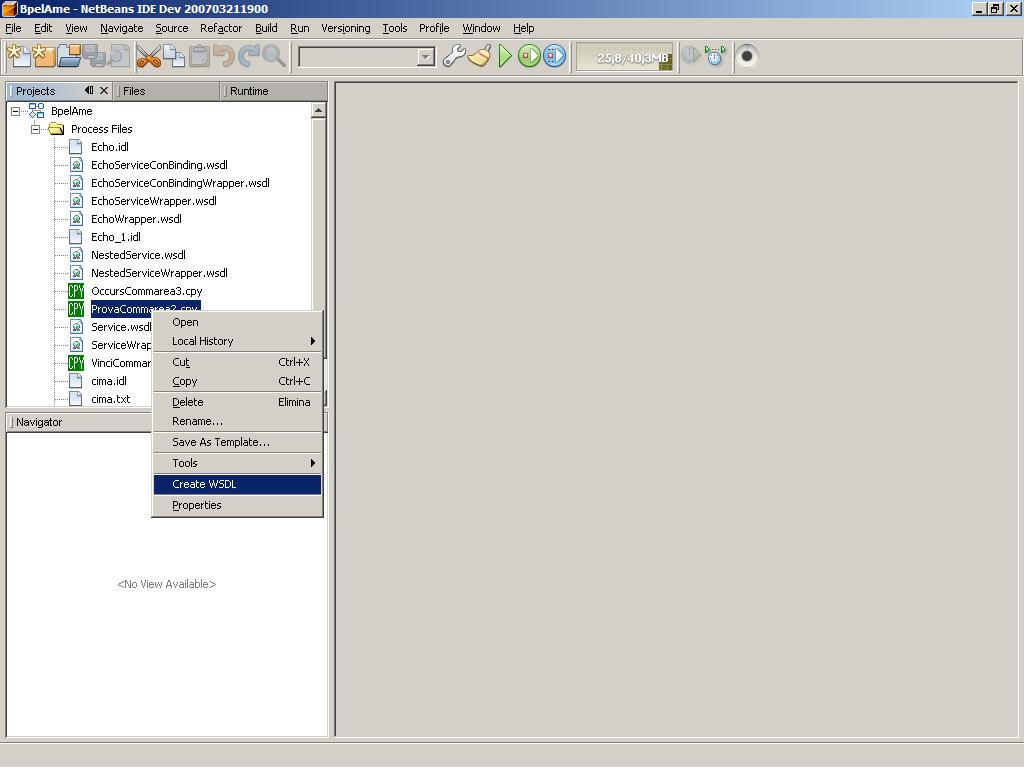 BpelAme - NetBeans IDE Dev 200703211900
File Edit View Navigate Source Refactor Build Run Versioning Tools Profile Window Help
25,8/40,3MB
Projects Files Runtime
BpelAme
Process Files
Echo.idl
EchoServiceConBinding.wsdl
EchoServiceConBindingWrapper.wsdl
EchoServiceWrapper.wsdl
EchoWrapper.wsdl
Echo_1.idl
NestedService.wsdl
NestedServiceWrapper.wsdl
CPY OccursCommarea3.cpy
CPY ProvaCommarea2.cpy
Service.wsdl
ServiceWrap
CPY VinciCommar
cima.idl
cima.txt
Open
Local History
Cut Ctrl+X
Copy Ctrl+C
Delete Elimina
Rename...
Save As Template...
Tools
Create WSDL
Properties
Navigator
<No View Available>